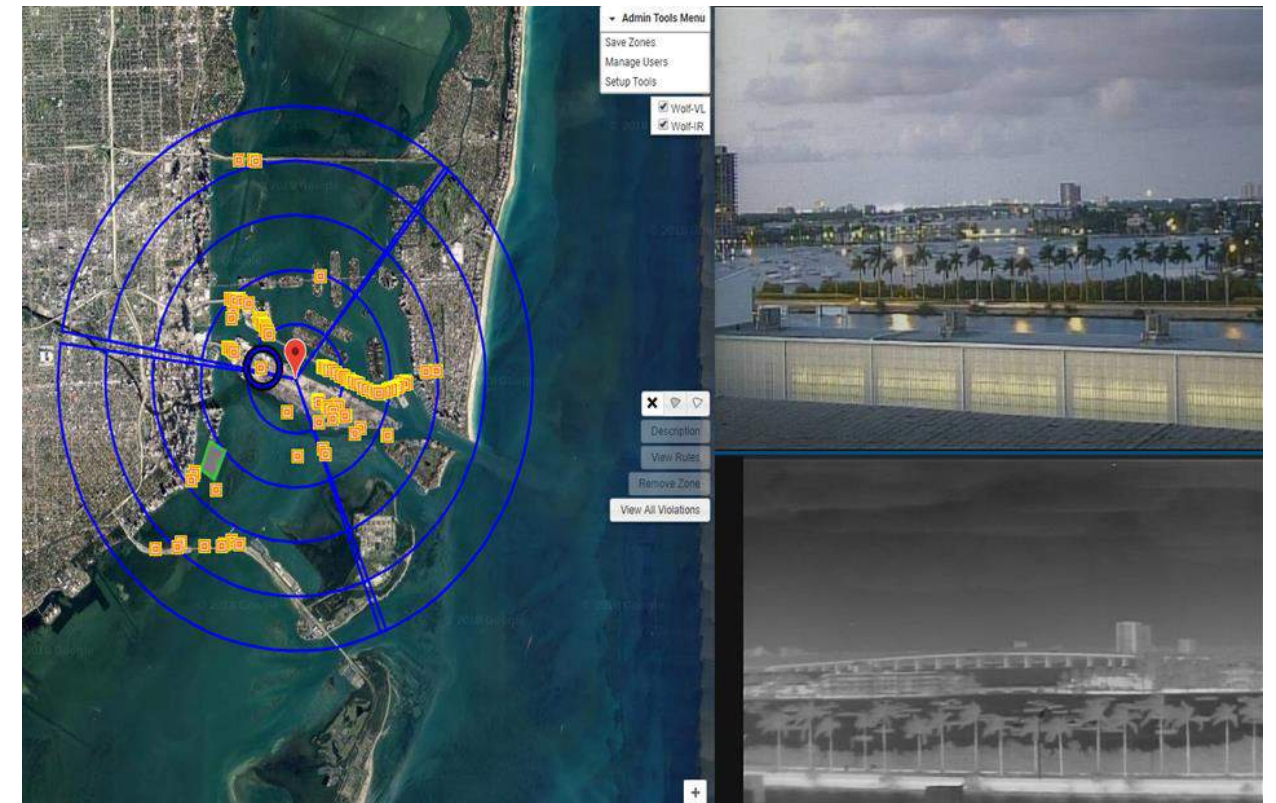 Admin Tools Menu
Save Zones
Manage Users
Setup Tools
Wolf-VL
Wolf-IR
Description
View Rules
Remove Zone
View All Violations